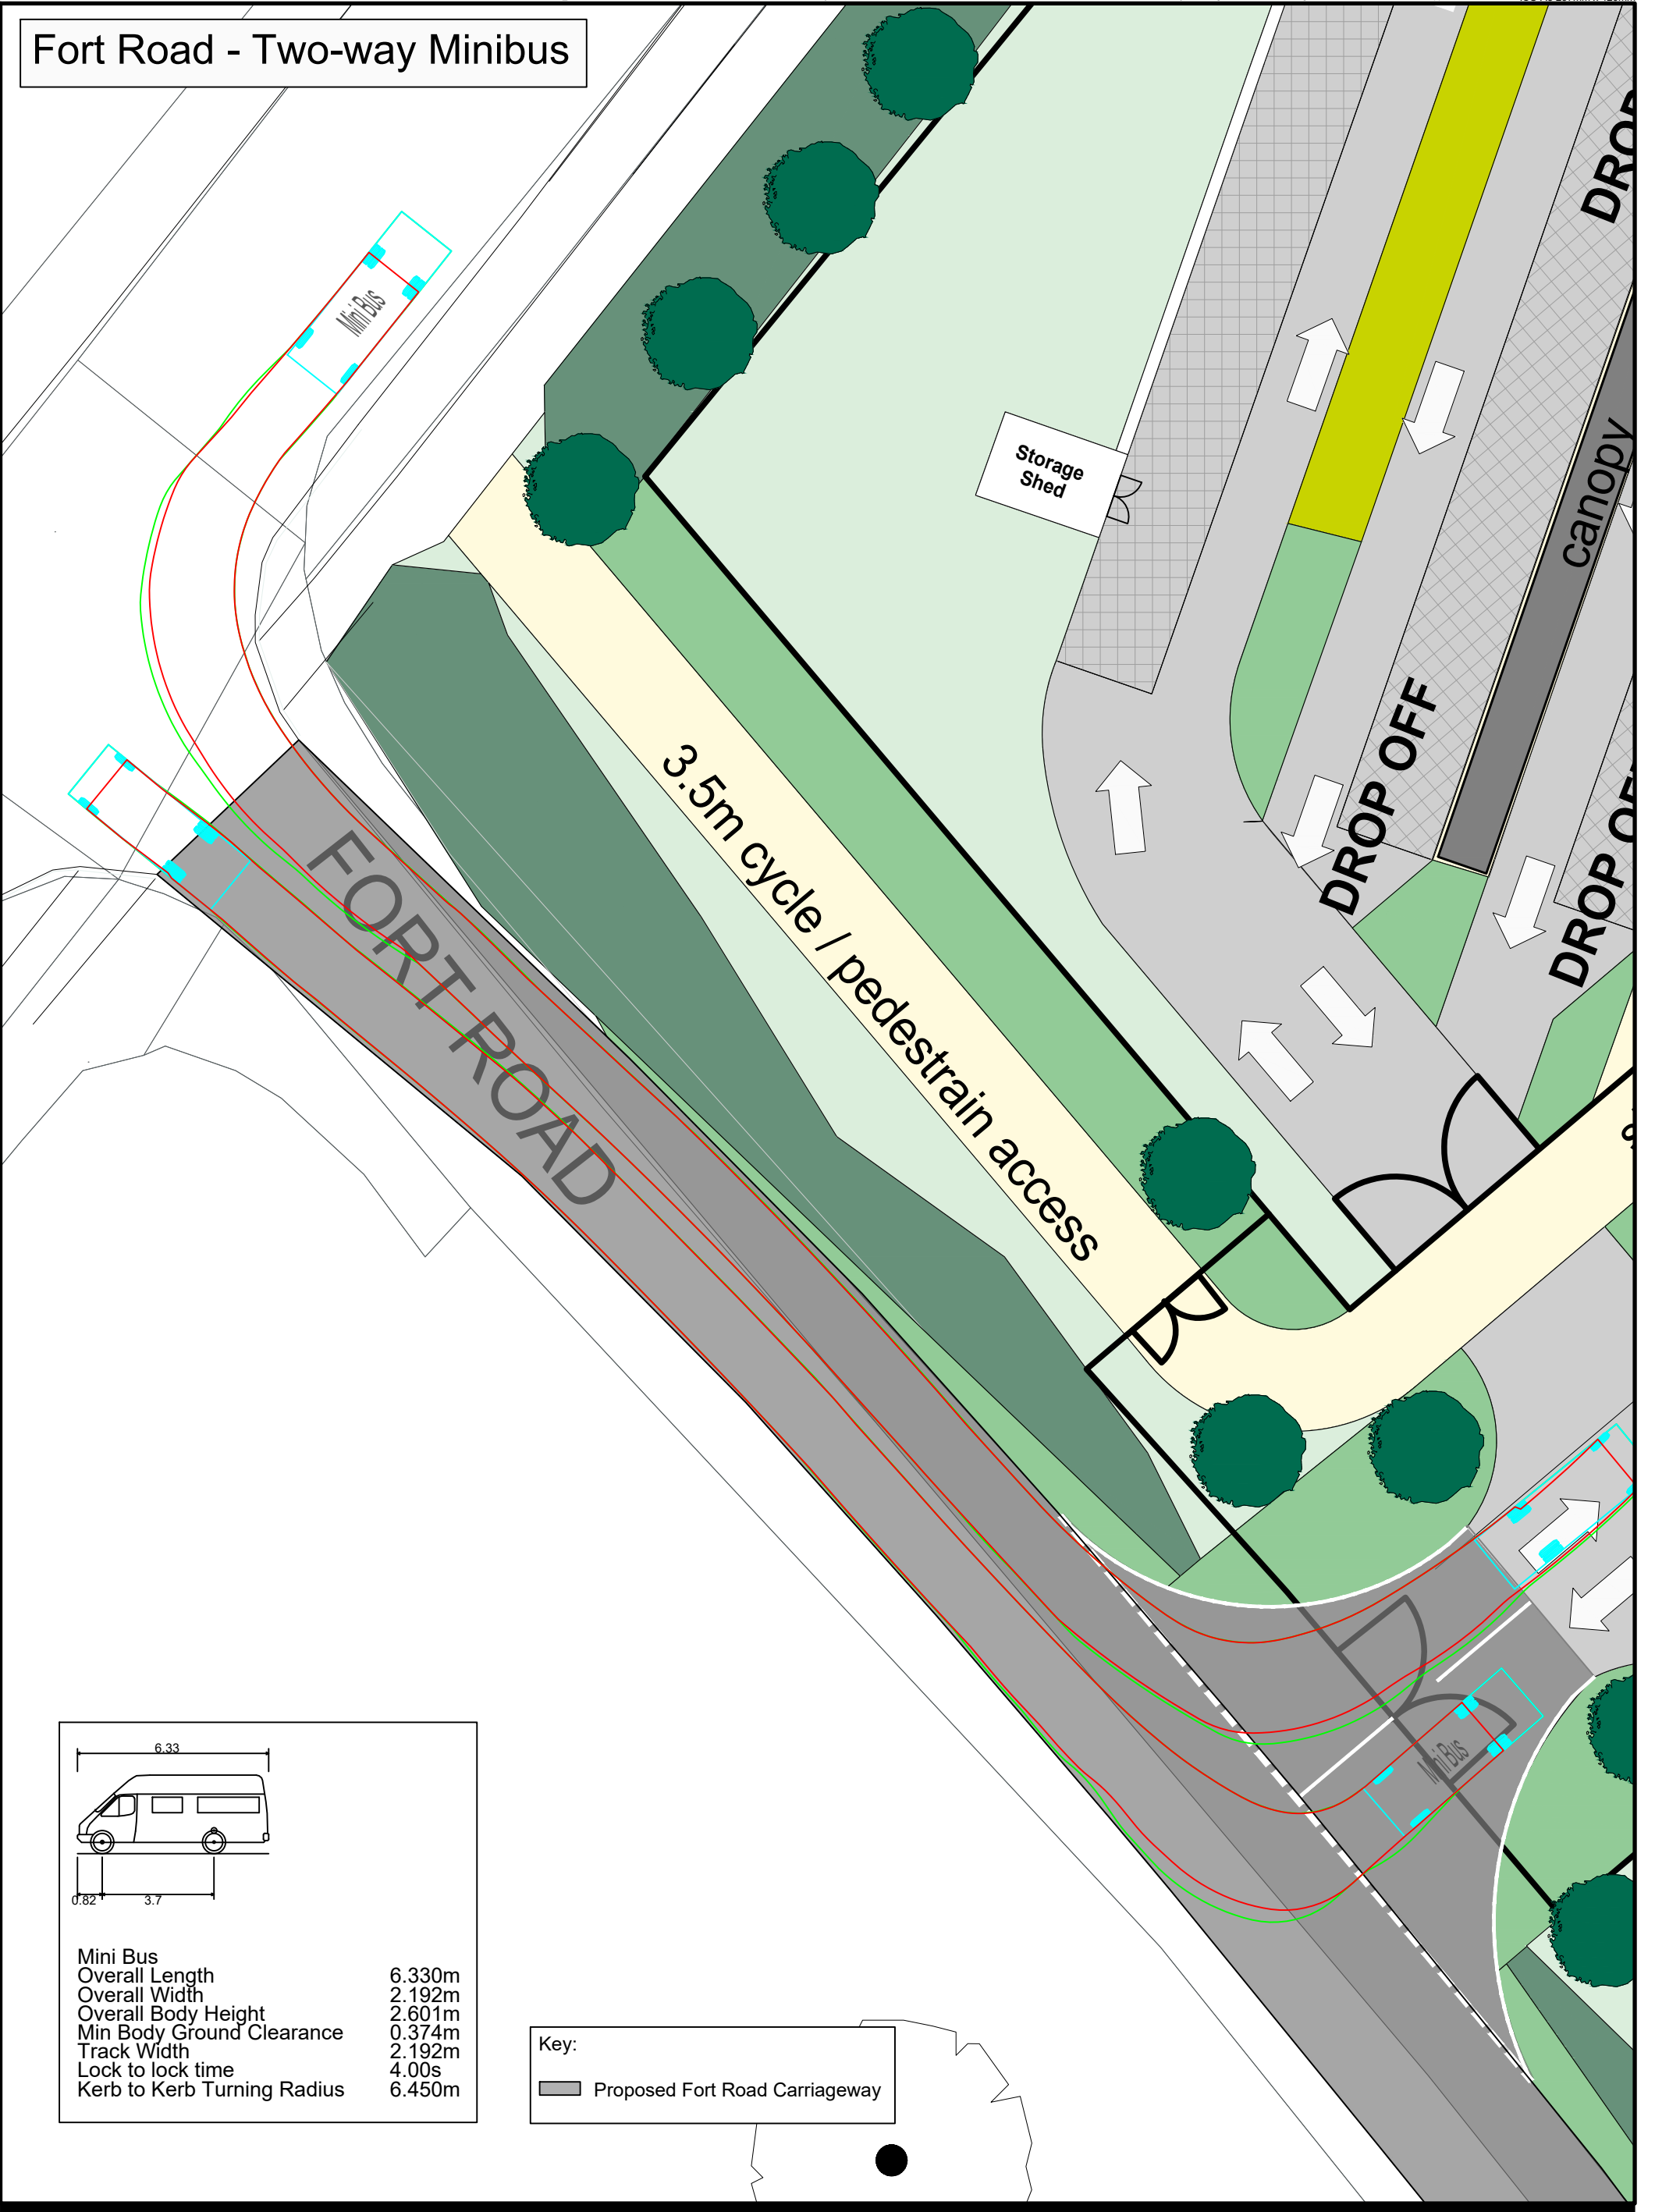 Fort Road - Two-way Minibus
Mini Bus
DROP
Storage
Shed
canopy
DROP OFF
DROP OF
3.5m cycle / pedestrain access
FORT ROAD
Mini Bus
6.33
0.82
3.7
Mini Bus
Overall Length 6.330m
Overall Width 2.192m
Overall Body Height 2.601m
Min Body Ground Clearance 0.374m
Track Width 2.192m
Lock to lock time 4.00s
Kerb to Kerb Turning Radius 6.450m
Key:
Proposed Fort Road Carriageway